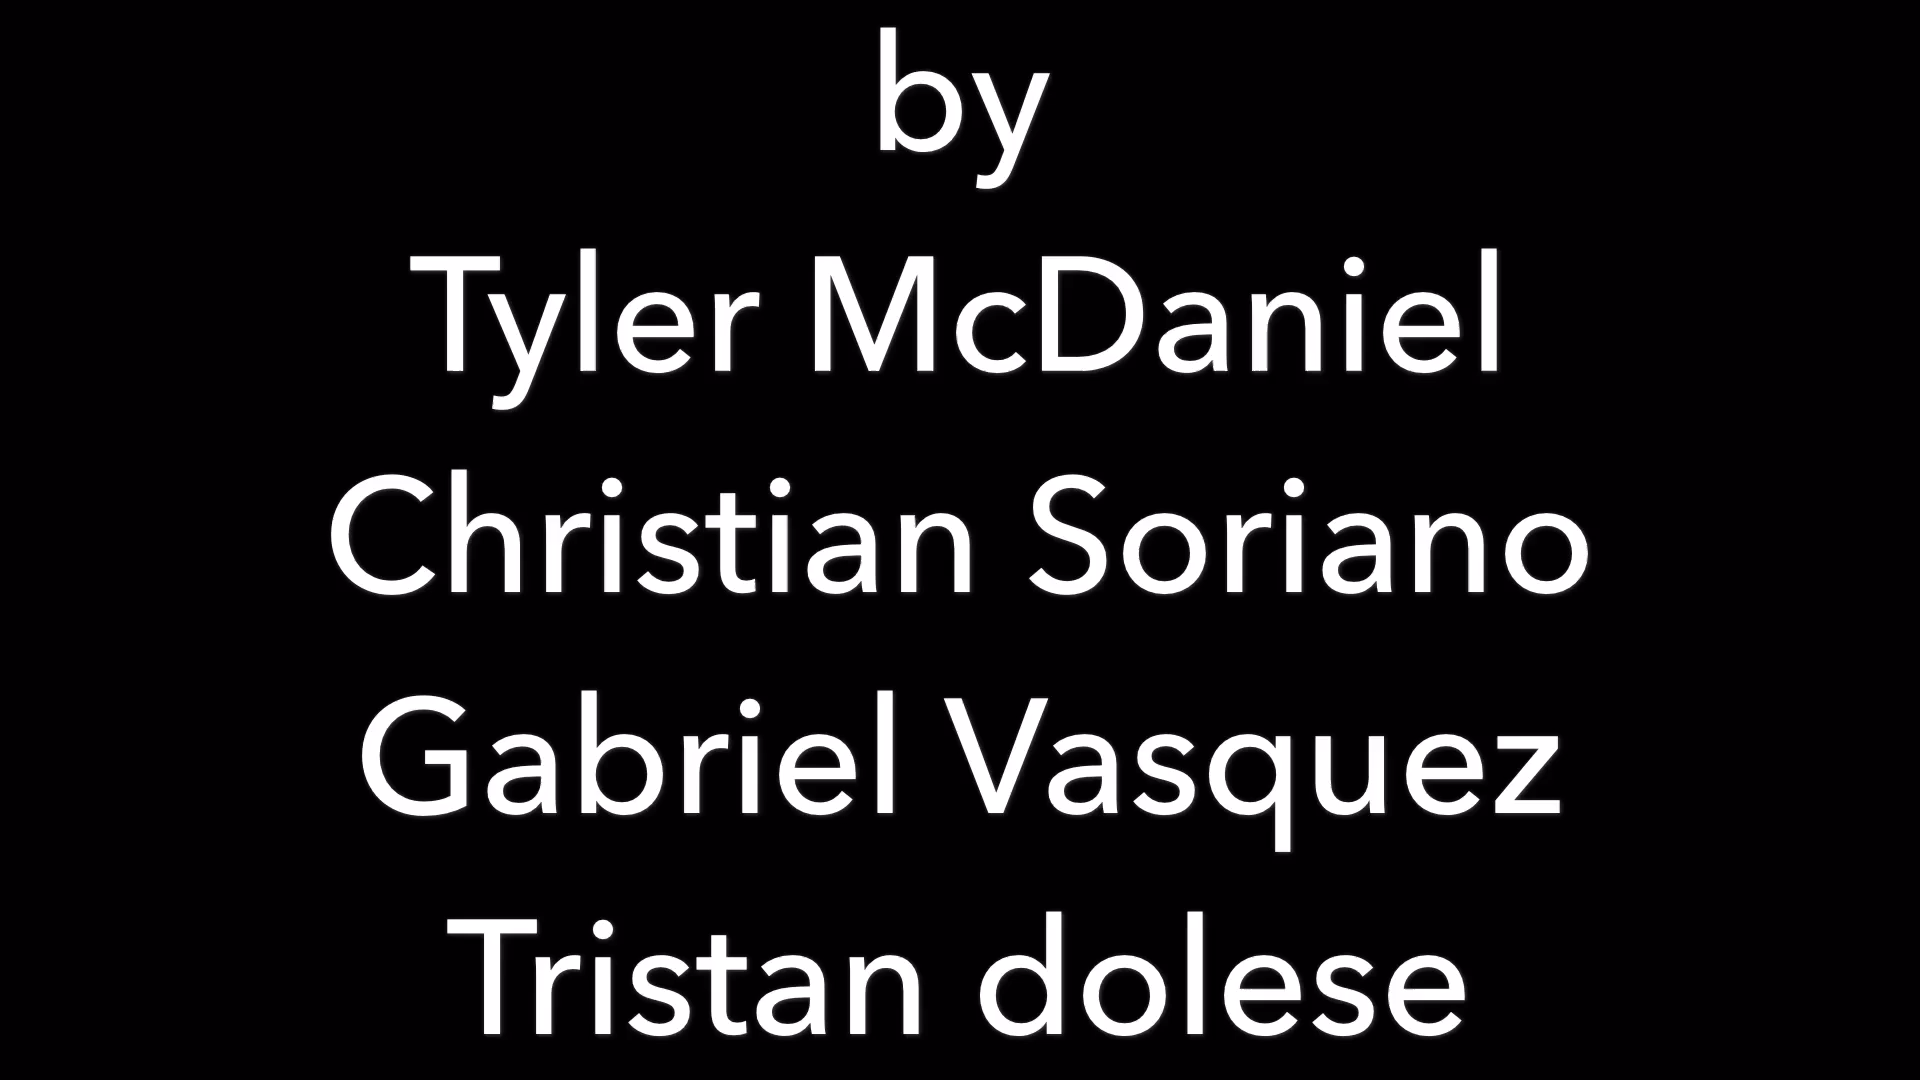 by
Tyler McDaniel
Christian Soriano
Gabriel Vasquez
Tristan dolese